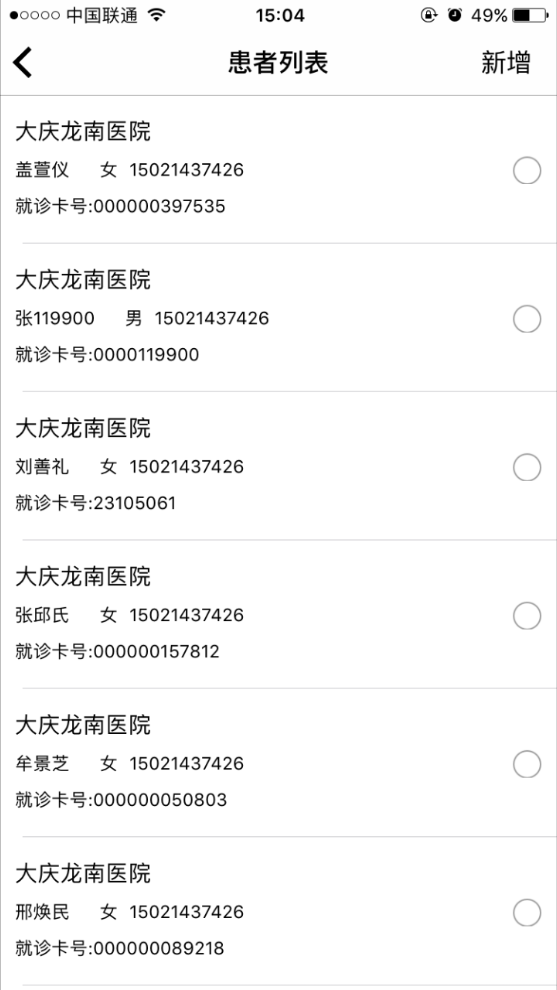 中国联通 15:04 49%
患者列表 新增
大庆龙南医院
盖萱仪 女 15021437426
就诊卡号:000000397535
大庆龙南医院
张119900 男 15021437426
就诊卡号:0000119900
大庆龙南医院
刘善礼 女 15021437426
就诊卡号:23105061
大庆龙南医院
张邱氏 女 15021437426
就诊卡号:000000157812
大庆龙南医院
牟景芝 女 15021437426
就诊卡号:000000050803
大庆龙南医院
邢焕民 女 15021437426
就诊卡号:000000089218